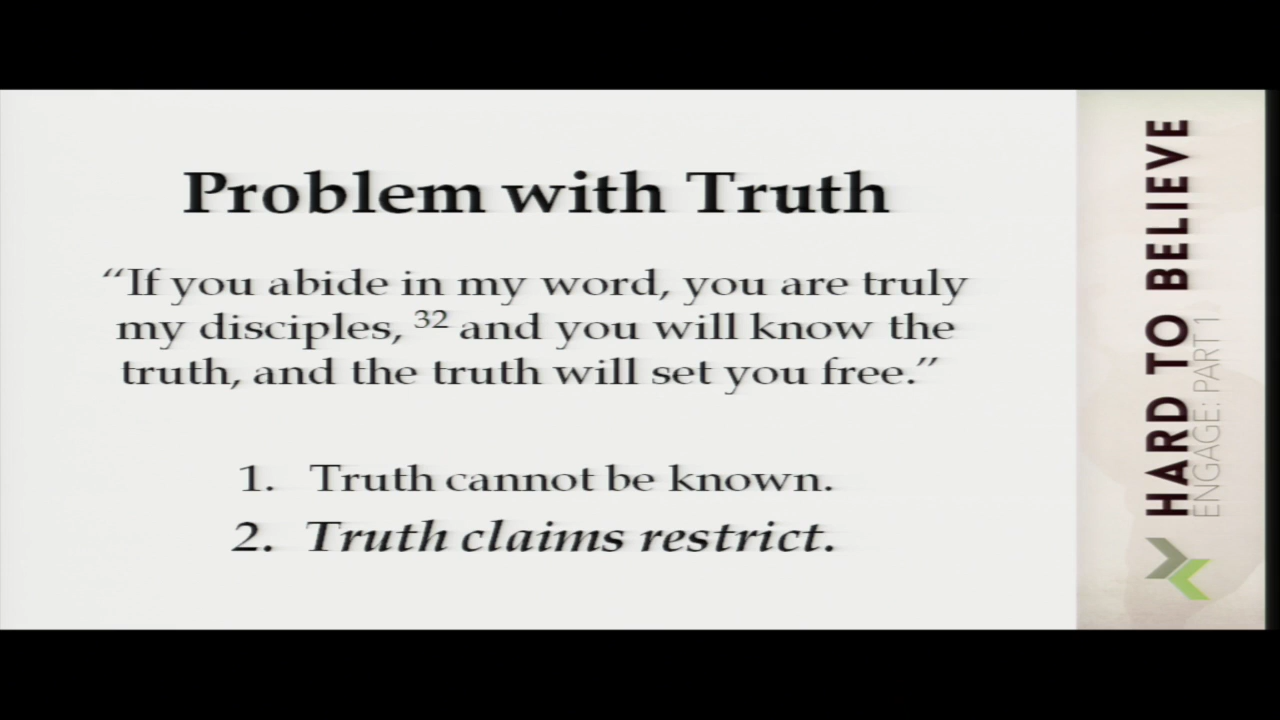 Problem with Truth
“If you abide in my word, you are truly
my disciples, 32 and you will know the
truth, and the truth will set you free.”
1. Truth cannot be known.
2. Truth claims restrict.
HARD TO BELIEVE
ENGAGE: PART 1